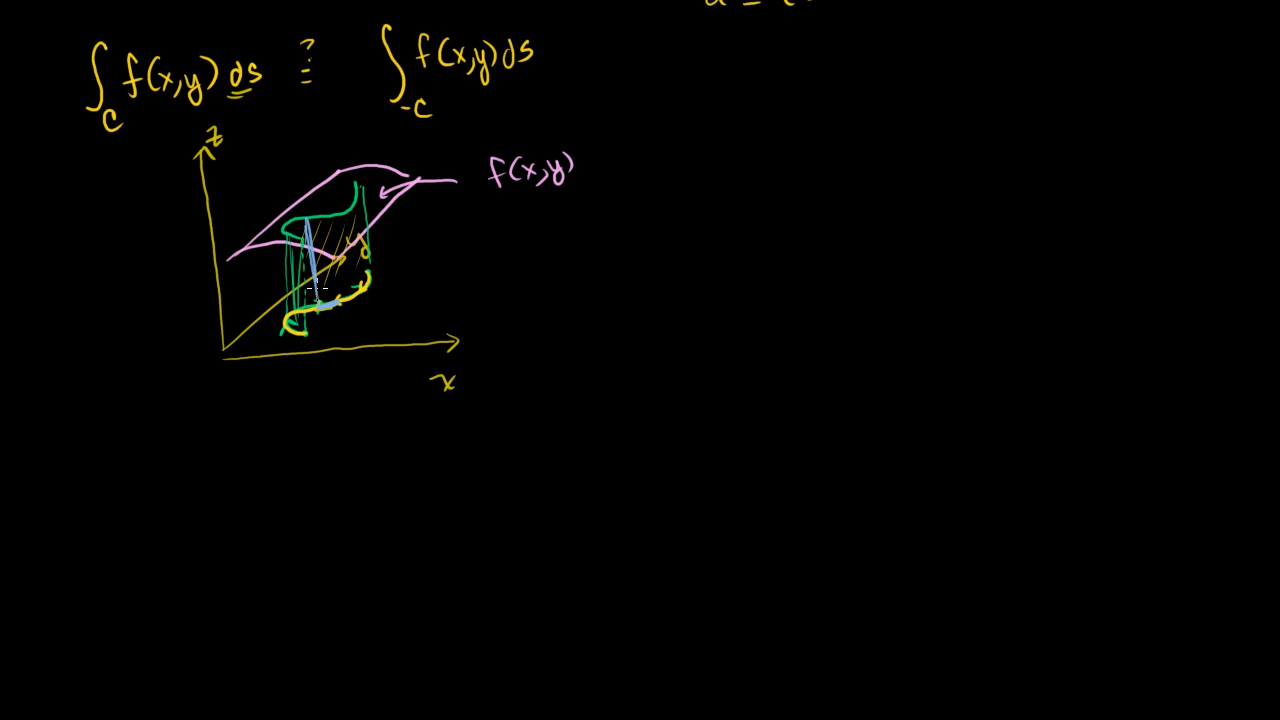 ∫_C f(x,y) ds ≡? ∫_{-C} f(x,y) ds
z
f(x,y)
y
x